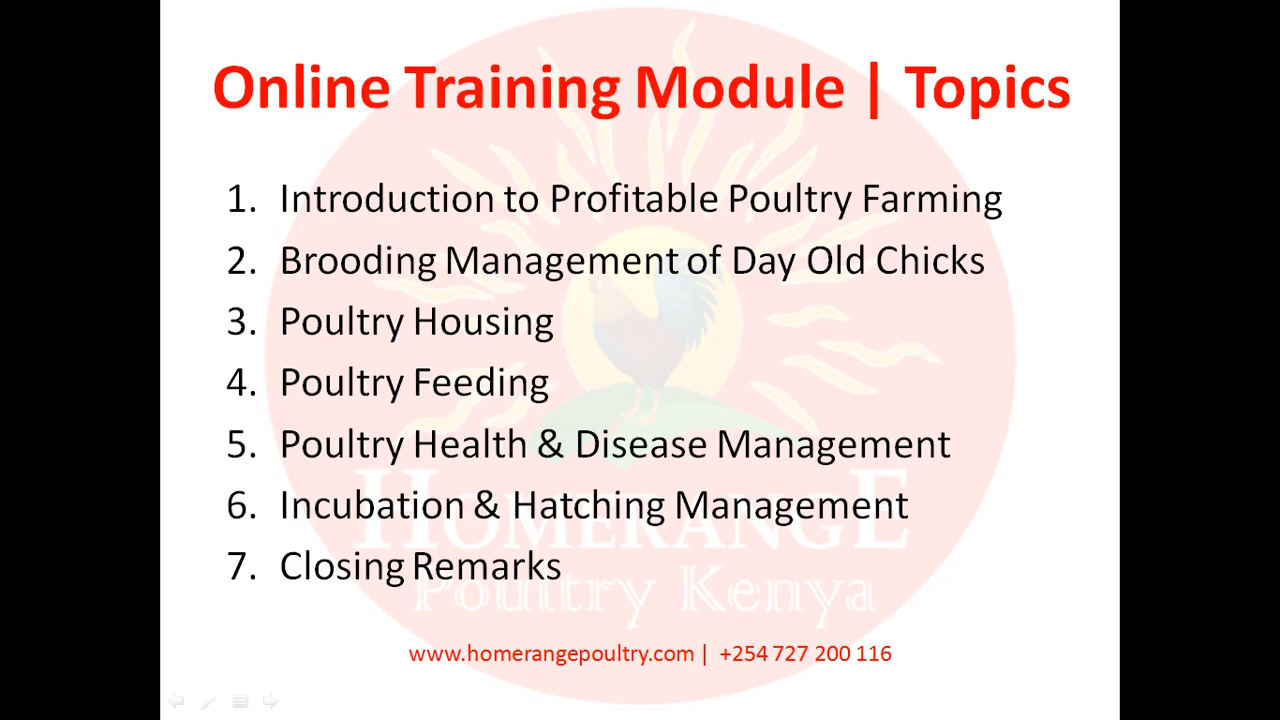 Online Training Module | Topics
1. Introduction to Profitable Poultry Farming
2. Brooding Management of Day Old Chicks
3. Poultry Housing
4. Poultry Feeding
5. Poultry Health & Disease Management
6. Incubation & Hatching Management
HOMERANGE
7. Closing Remarks
Poultry Kenya
www.homerangepoultry.com | +254 727 200 116